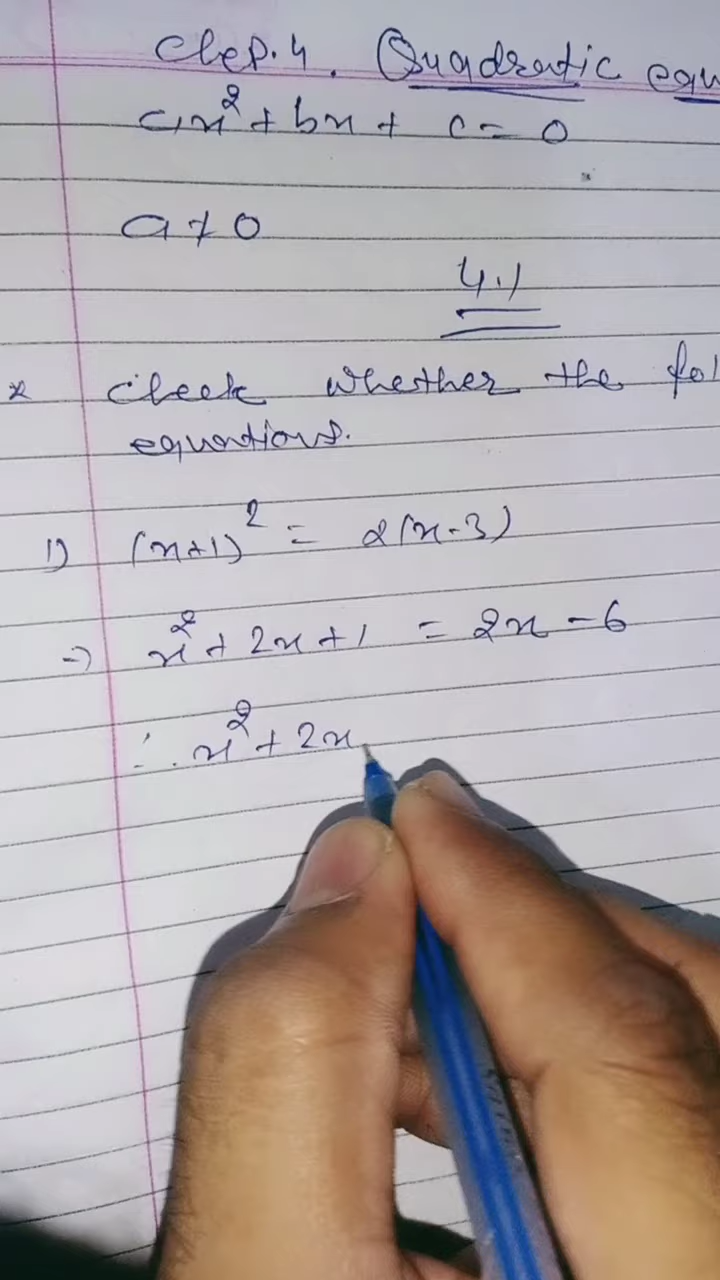 Chep.4. Quadratic equ
ax² + bx + c = 0
a ≠ 0
4.1
* Check whether the fol
equations.
1) (x+1)² = 2(x-3)
⇒ x² + 2x + 1 = 2x - 6
∴ x² + 2x